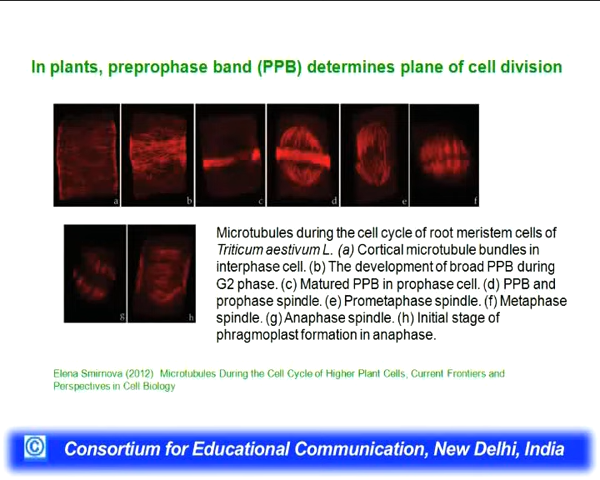 In plants, preprophase band (PPB) determines plane of cell division
a b c d e f
g h
Microtubules during the cell cycle of root meristem cells of
Triticum aestivum L. (a) Cortical microtubule bundles in
interphase cell. (b) The development of broad PPB during
G2 phase. (c) Matured PPB in prophase cell. (d) PPB and
prophase spindle. (e) Prometaphase spindle. (f) Metaphase
spindle. (g) Anaphase spindle. (h) Initial stage of
phragmoplast formation in anaphase.
Elena Smirnova (2012) Microtubules During the Cell Cycle of Higher Plant Cells, Current Frontiers and
Perspectives in Cell Biology
© Consortium for Educational Communication, New Delhi, India